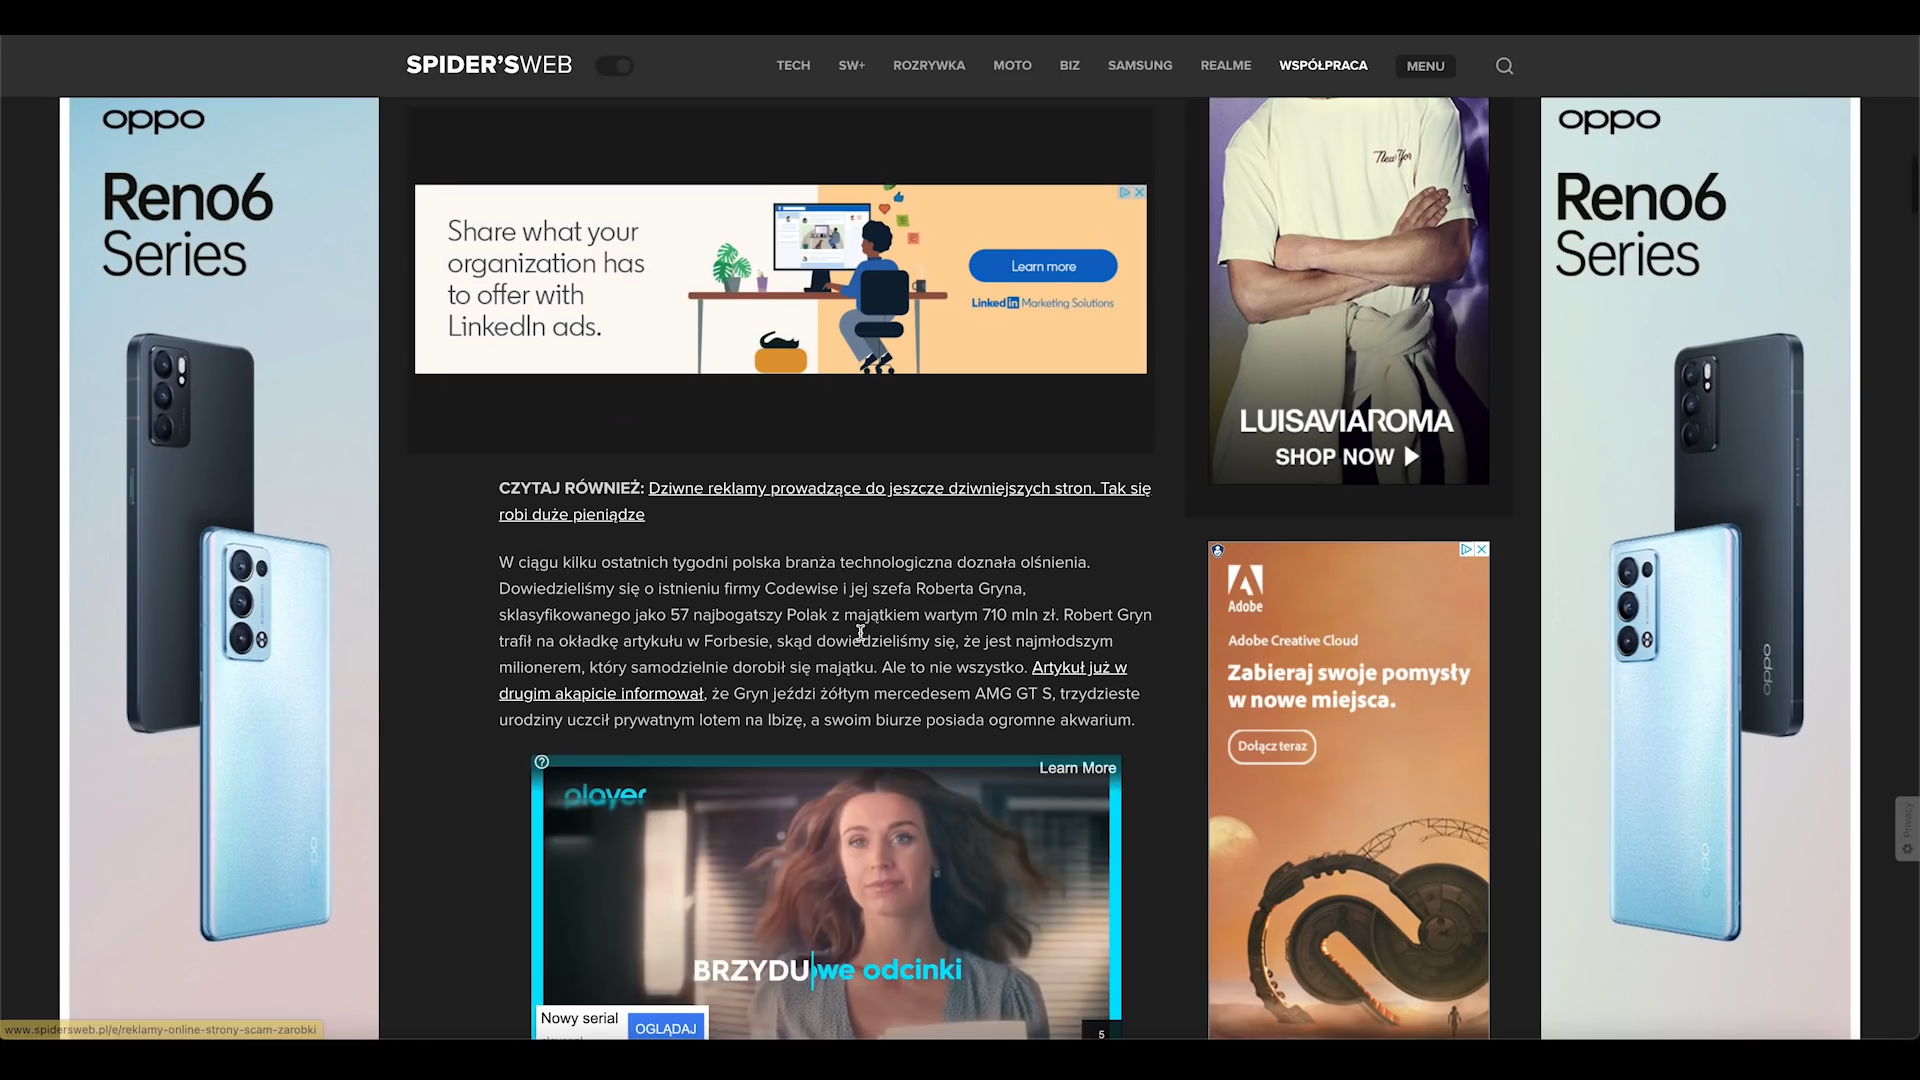 SPIDER'SWEB
TECH SW+ ROZRYWKA MOTO BIZ SAMSUNG REALME WSPÓŁPRACA MENU
oppo
Reno6
Series
Share what your
organization has
to offer with
LinkedIn ads.
Learn more
LinkedIn Marketing Solutions
New Yor
LUISAVIAROMA
SHOP NOW
oppo
Reno6
Series
CZYTAJ RÓWNIEŻ: Dziwne reklamy prowadzące do jeszcze dziwniejszych stron. Tak się
robi duże pieniądze
W ciągu kilku ostatnich tygodni polska branża technologiczna doznała olśnienia.
Dowiedzieliśmy się o istnieniu firmy Codewise i jej szefa Roberta Gryna,
sklasyfikowanego jako 57 najbogatszy Polak z majątkiem wartym 710 mln zł. Robert Gryn
trafił na okładkę artykułu w Forbesie, skąd dowiedzieliśmy się, że jest najmłodszym
milionerem, który samodzielnie dorobił się majątku. Ale to nie wszystko. Artykuł już w
drugim akapicie informował, że Gryn jeździ żółtym mercedesem AMG GT S, trzydzieste
urodziny uczcił prywatnym lotem na Ibizę, a swoim biurze posiada ogromne akwarium.
Adobe
Adobe Creative Cloud
Zabieraj swoje pomysły
w nowe miejsca.
Dołącz teraz
Learn More
player
BRZYDUowe odcinki
Nowy serial
OGLĄDAJ
5
oppo
oppo
oppo
Privacy
www.spidersweb.pl/e/reklamy-online-strony-scam-zarobki